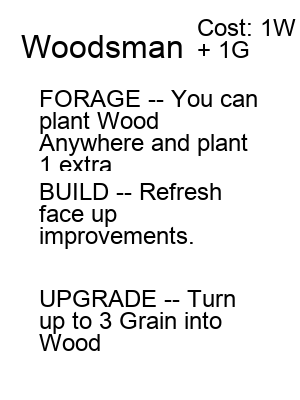 Cost: 1W
Woodsman + 1G
FORAGE -- You can
plant Wood
Anywhere and plant
1 extra
BUILD -- Refresh
face up
improvements.
UPGRADE -- Turn
up to 3 Grain into
Wood